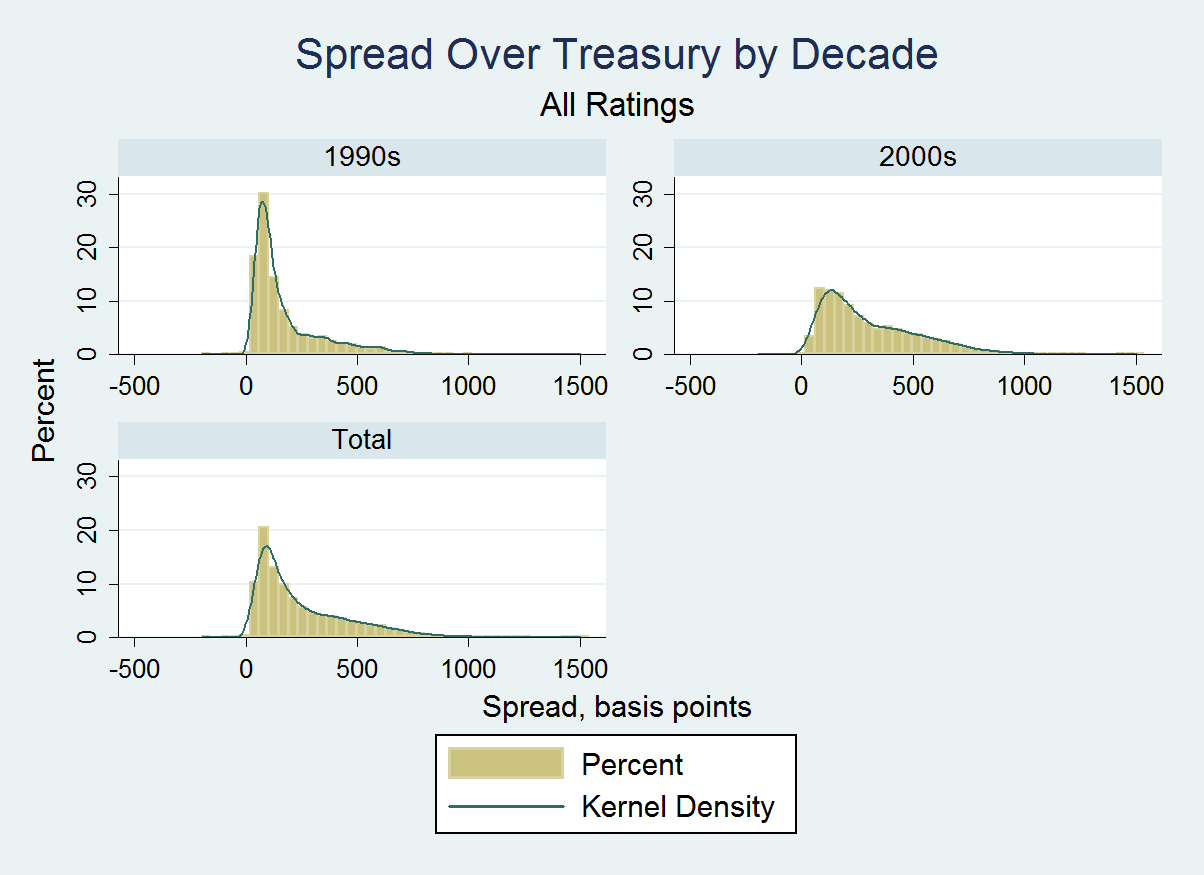 Spread Over Treasury by Decade
All Ratings
1990s
2000s
30
20
10
0
-500 0 500 1000 1500
30
20
10
0
-500 0 500 1000 1500
Percent
Total
30
20
10
0
-500 0 500 1000 1500
Spread, basis points
Percent
Kernel Density